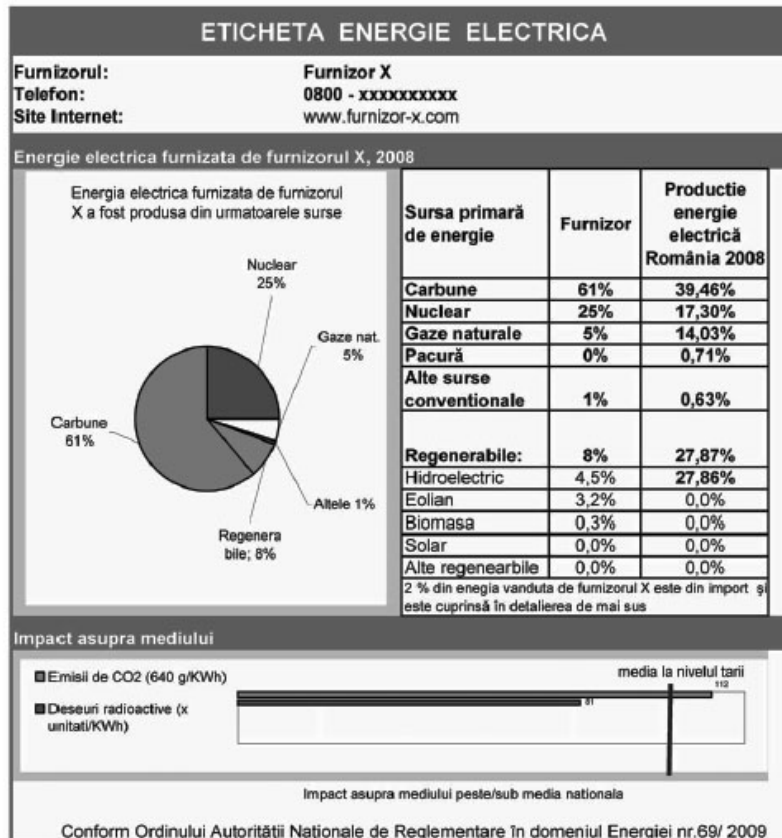 ETICHETA ENERGIE ELECTRICA
Furnizorul: Furnizor X
Telefon: 0800 - xxxxxxxxxx
Site Internet: www.furnizor-x.com
Energie electrica furnizata de furnizorul X, 2008
Energia electrica furnizata de furnizorul
X a fost produsa din urmatoarele surse
Nuclear
25%
Gaze nat.
5%
Carbune
61%
Altele 1%
Regenera
bile; 8%
Sursa primară
de energie
Furnizor
Productie
energie
electrică
România 2008
Carbune 61% 39,46%
Nuclear 25% 17,30%
Gaze naturale 5% 14,03%
Pacură 0% 0,71%
Alte surse
conventionale 1% 0,63%
Regenerabile: 8% 27,87%
Hidroelectric 4,5% 27,86%
Eolian 3,2% 0,0%
Biomasa 0,3% 0,0%
Solar 0,0% 0,0%
Alte regenearbile 0,0% 0,0%
2 % din enegia vanduta de furnizorul X este din import şi
este cuprinsă în detalierea de mai sus
Impact asupra mediului
Emisii de CO2 (640 g/KWh)
Deseuri radioactive (x
unitati/KWh)
media la nivelul tarii
112
81
Impact asupra mediului peste/sub media nationala
Conform Ordinului Autorității Naționale de Reglementare în domeniul Energiei nr.69/ 2009